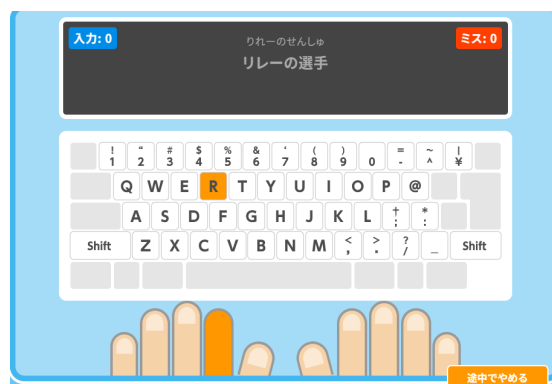 入力: 0
ミス: 0
りれーのせんしゅ
リレーの選手
! " # $ % & ' ( ) = ~ |
1 2 3 4 5 6 7 8 9 0 - ^ ¥
Q W E R T Y U I O P @
A S D F G H J K L † ; * :
Shift Z X C V B N M < , > . ? / _ Shift
途中でやめる